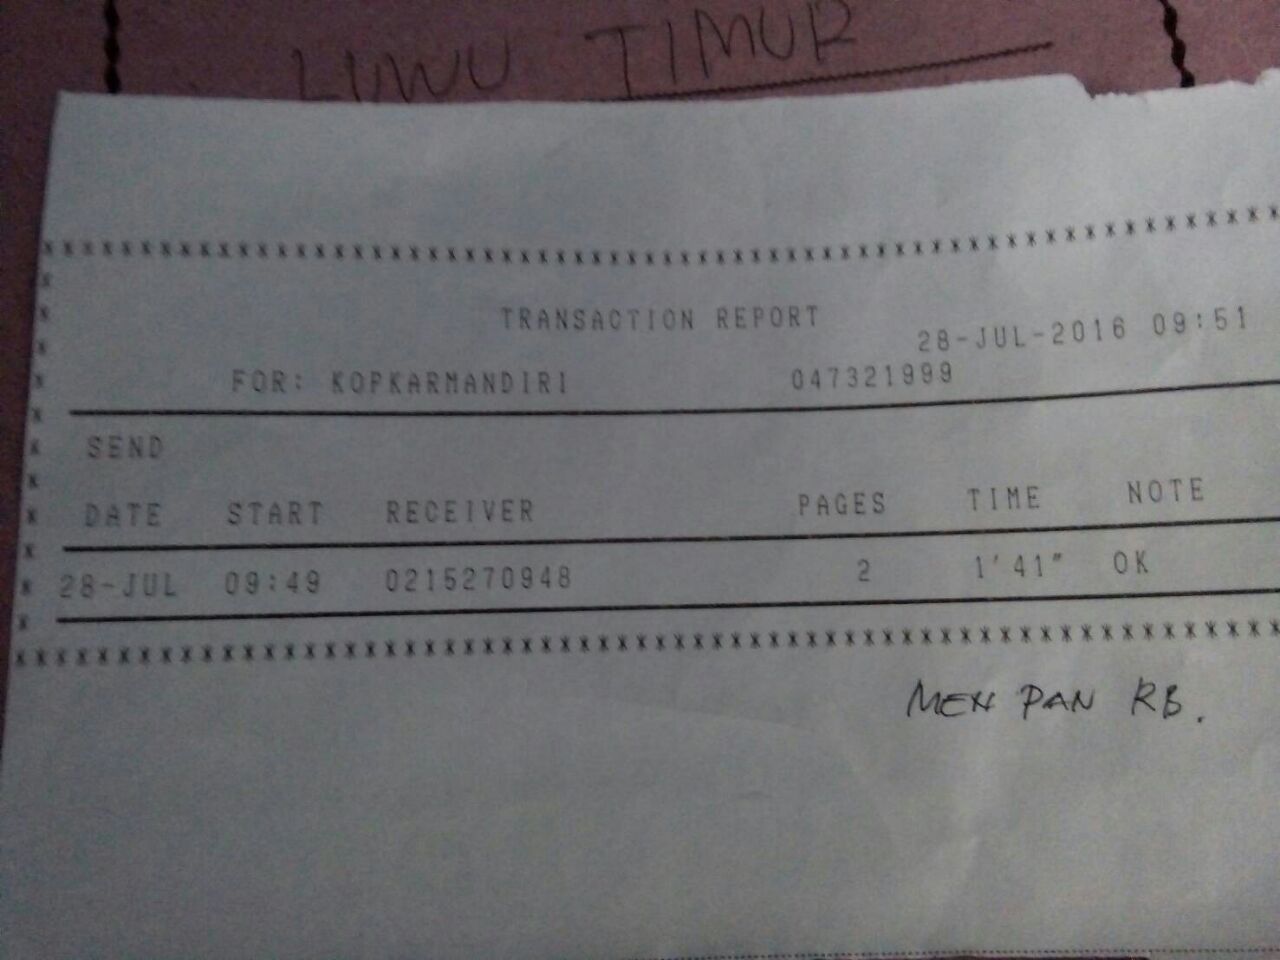 LUWU TIMUR
TRANSACTION REPORT
28-JUL-2016 09:51
FOR: KOPKARMANDIRI 047321999
SEND
DATE START RECEIVER PAGES TIME NOTE
28-JUL 09:49 0215270948 2 1'41" OK
MEN PAN RB.